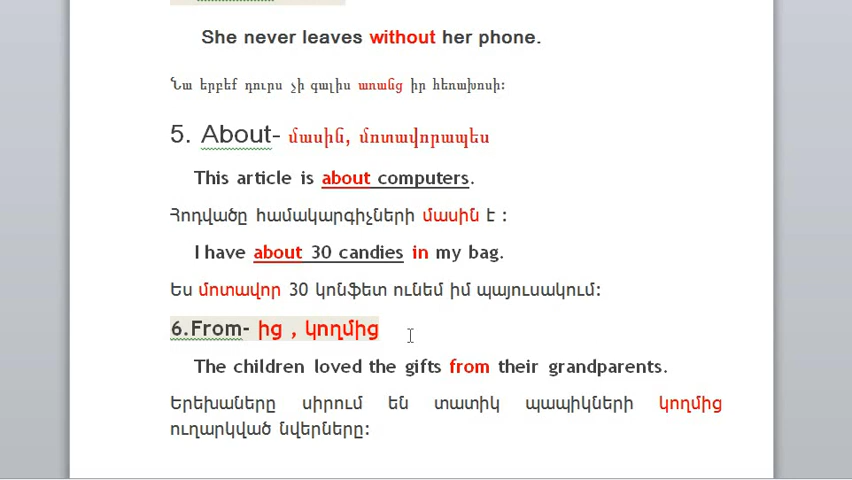 She never leaves without her phone.
Նա երբեք դուրս չի գալիս առանց իր հեռախոսի:
5. About- մասին, մոտավորապես
This article is about computers.
Հոդվածը համակարգիչների մասին է :
I have about 30 candies in my bag.
Ես մոտավոր 30 կոնֆետ ունեմ իմ պայուսակում:
6.From- ից , կողմից
The children loved the gifts from their grandparents.
Երեխաները սիրում են տատիկ պապիկների կողմից
ուղարկված նվերները: